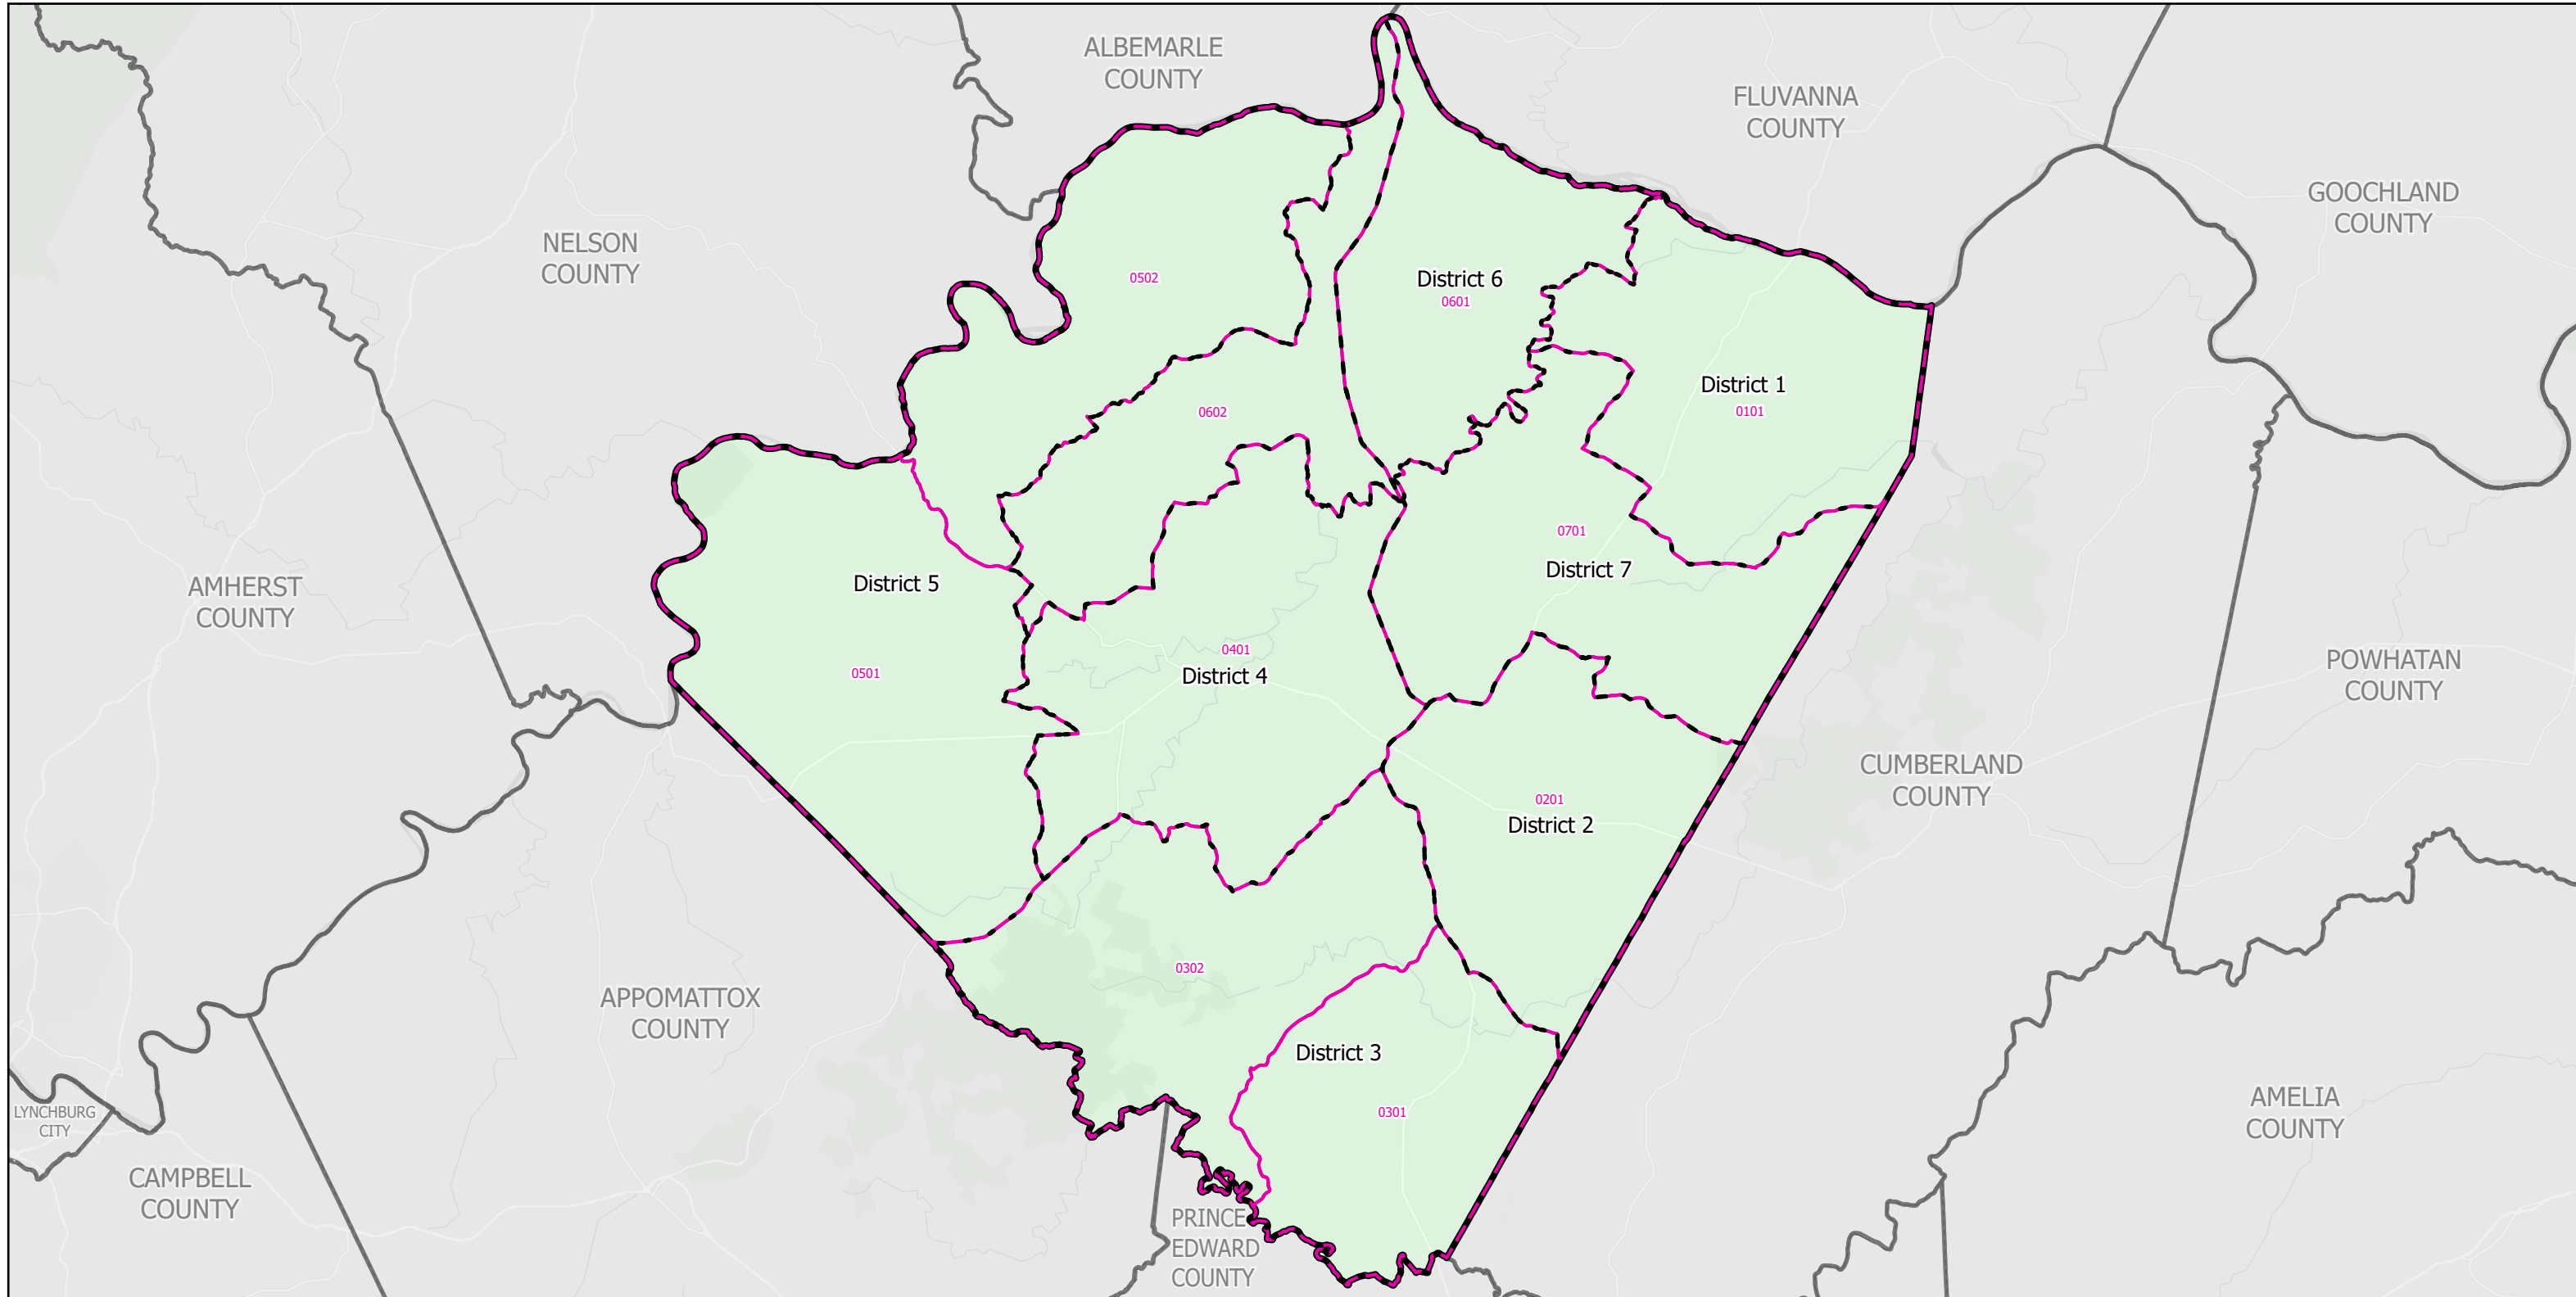 ALBEMARLE
COUNTY
FLUVANNA
COUNTY
GOOCHLAND
COUNTY
NELSON
COUNTY
0502
District 6
0601
District 1
0101
0602
0701
District 7
District 5
AMHERST
COUNTY
0401
District 4
0501
POWHATAN
COUNTY
CUMBERLAND
COUNTY
0201
District 2
0302
APPOMATTOX
COUNTY
District 3
0301
AMELIA
COUNTY
LYNCHBURG
CITY
CAMPBELL
COUNTY
PRINCE
EDWARD
COUNTY